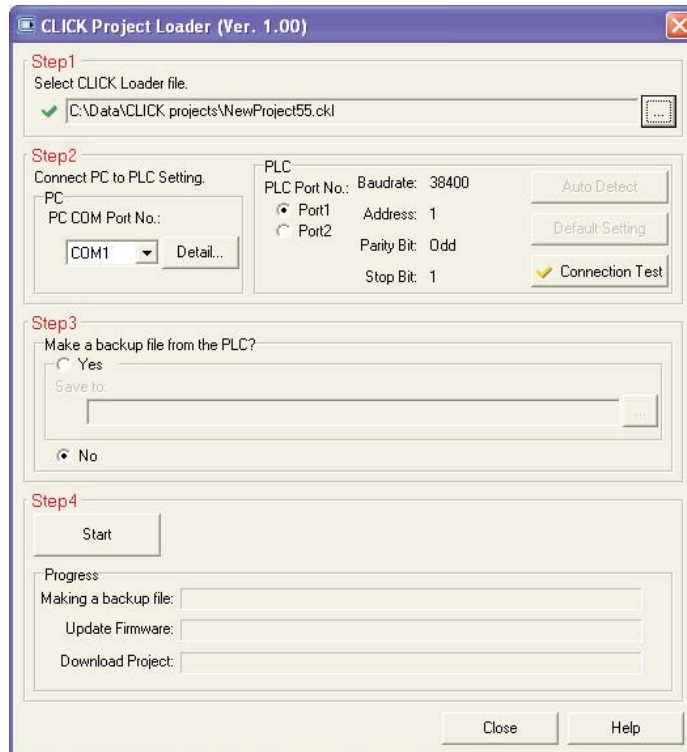 CLICK Project Loader (Ver. 1.00)
Step1
Select CLICK Loader file.
C:\Data\CLICK projects\NewProject55.ckl
...
Step2
Connect PC to PLC Setting.
PC
PC COM Port No.:
COM1
Detail...
PLC
PLC Port No.:
Port1
Port2
Baudrate: 38400
Address: 1
Parity Bit: Odd
Stop Bit: 1
Auto Detect
Default Setting
Connection Test
Step3
Make a backup file from the PLC?
Yes
Save to:
...
No
Step4
Start
Progress
Making a backup file:
Update Firmware:
Download Project:
Close
Help